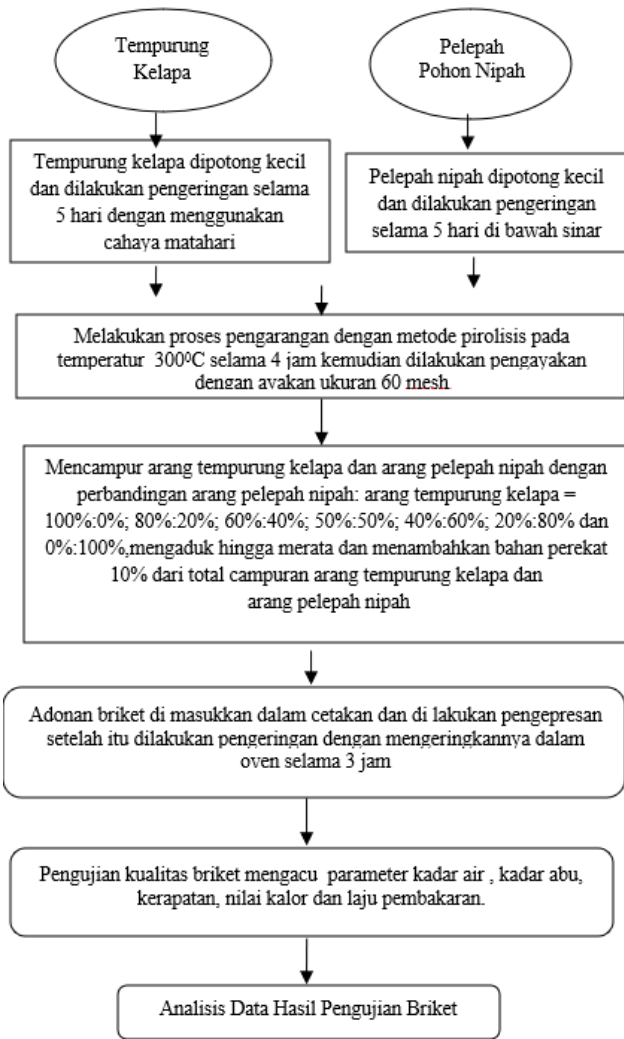 Tempurung
Kelapa
Pelepah
Pohon Nipah
Tempurung kelapa dipotong kecil
dan dilakukan pengeringan selama
5 hari dengan menggunakan
cahaya matahari
Pelepah nipah dipotong kecil
dan dilakukan pengeringan
selama 5 hari di bawah sinar
Melakukan proses pengarangan dengan metode pirolisis pada
temperatur 300⁰C selama 4 jam kemudian dilakukan pengayakan
dengan ayakan ukuran 60 mesh
Mencampur arang tempurung kelapa dan arang pelepah nipah dengan
perbandingan arang pelepah nipah: arang tempurung kelapa =
100%:0%; 80%:20%; 60%:40%; 50%:50%; 40%:60%; 20%:80% dan
0%:100%,mengaduk hingga merata dan menambahkan bahan perekat
10% dari total campuran arang tempurung kelapa dan
arang pelepah nipah
Adonan briket di masukkan dalam cetakan dan di lakukan pengepresan
setelah itu dilakukan pengeringan dengan mengeringkannya dalam
oven selama 3 jam
Pengujian kualitas briket mengacu parameter kadar air , kadar abu,
kerapatan, nilai kalor dan laju pembakaran.
Analisis Data Hasil Pengujian Briket